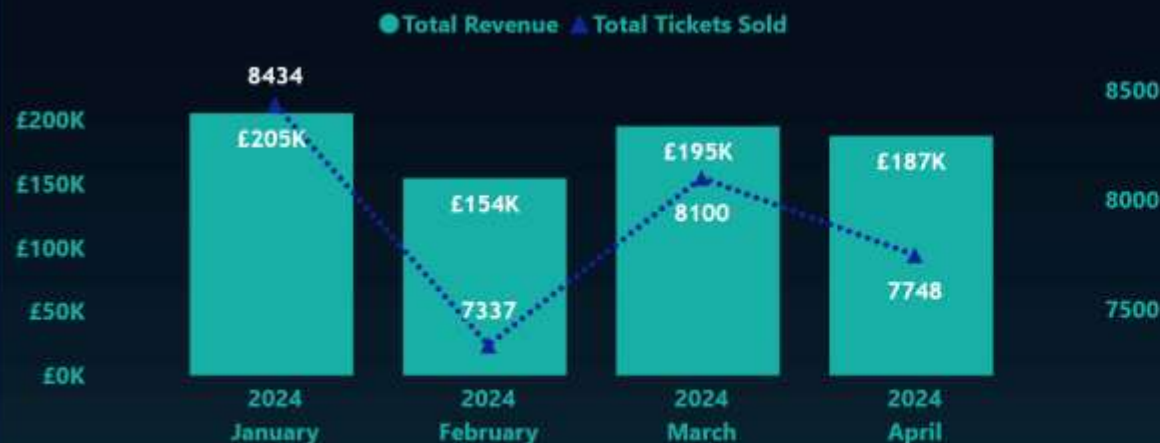 Total Revenue Total Tickets Sold
8434
8500
£200K
£205K
£195K
£187K
£150K
£154K
8000
8100
£100K
7748
£50K
7337
7500
£0K
2024 2024 2024 2024
January February March April